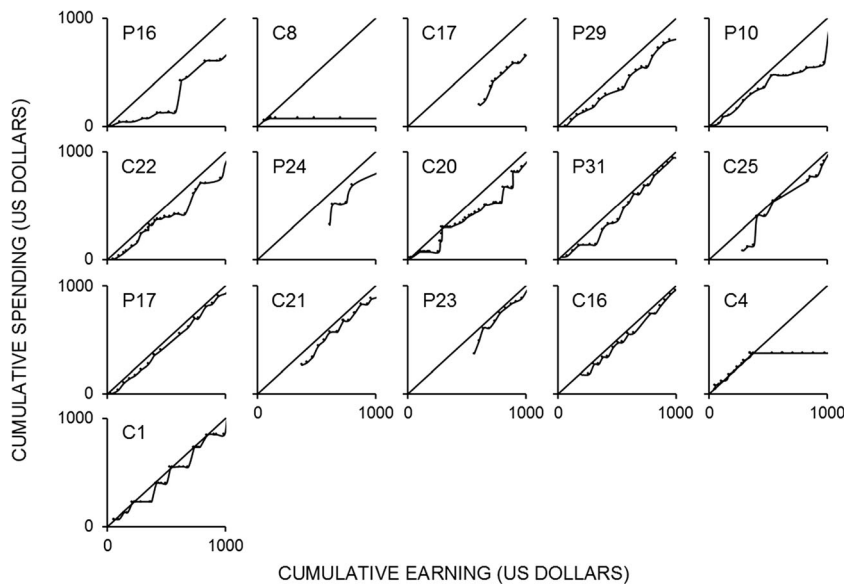 1000
P16
C8
C17
P29
P10
0
1000
C22
P24
C20
P31
C25
0
1000
P17
C21
P23
C16
C4
0
0 1000 0 1000 0 1000 0 1000
1000
C1
0
0 1000
CUMULATIVE SPENDING (US DOLLARS)
CUMULATIVE EARNING (US DOLLARS)